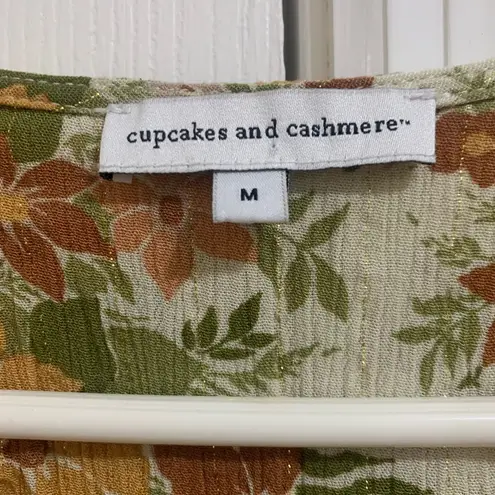 cupcakes and cashmere™
M